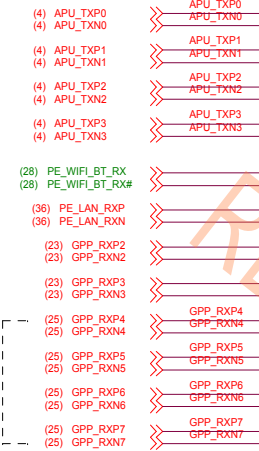 (4) APU_TXP0 APU_TXP0
(4) APU_TXN0 APU_TXN0
(4) APU_TXP1 APU_TXP1
(4) APU_TXN1 APU_TXN1
(4) APU_TXP2 APU_TXP2
(4) APU_TXN2 APU_TXN2
(4) APU_TXP3 APU_TXP3
(4) APU_TXN3 APU_TXN3
(28) PE_WIFI_BT_RX
(28) PE_WIFI_BT_RX#
(36) PE_LAN_RXP
(36) PE_LAN_RXN
(23) GPP_RXP2
(23) GPP_RXN2
(23) GPP_RXP3
(23) GPP_RXN3
(25) GPP_RXP4 GPP_RXP4
(25) GPP_RXN4 GPP_RXN4
(25) GPP_RXP5 GPP_RXP5
(25) GPP_RXN5 GPP_RXN5
(25) GPP_RXP6 GPP_RXP6
(25) GPP_RXN6 GPP_RXN6
(25) GPP_RXP7 GPP_RXP7
(25) GPP_RXN7 GPP_RXN7